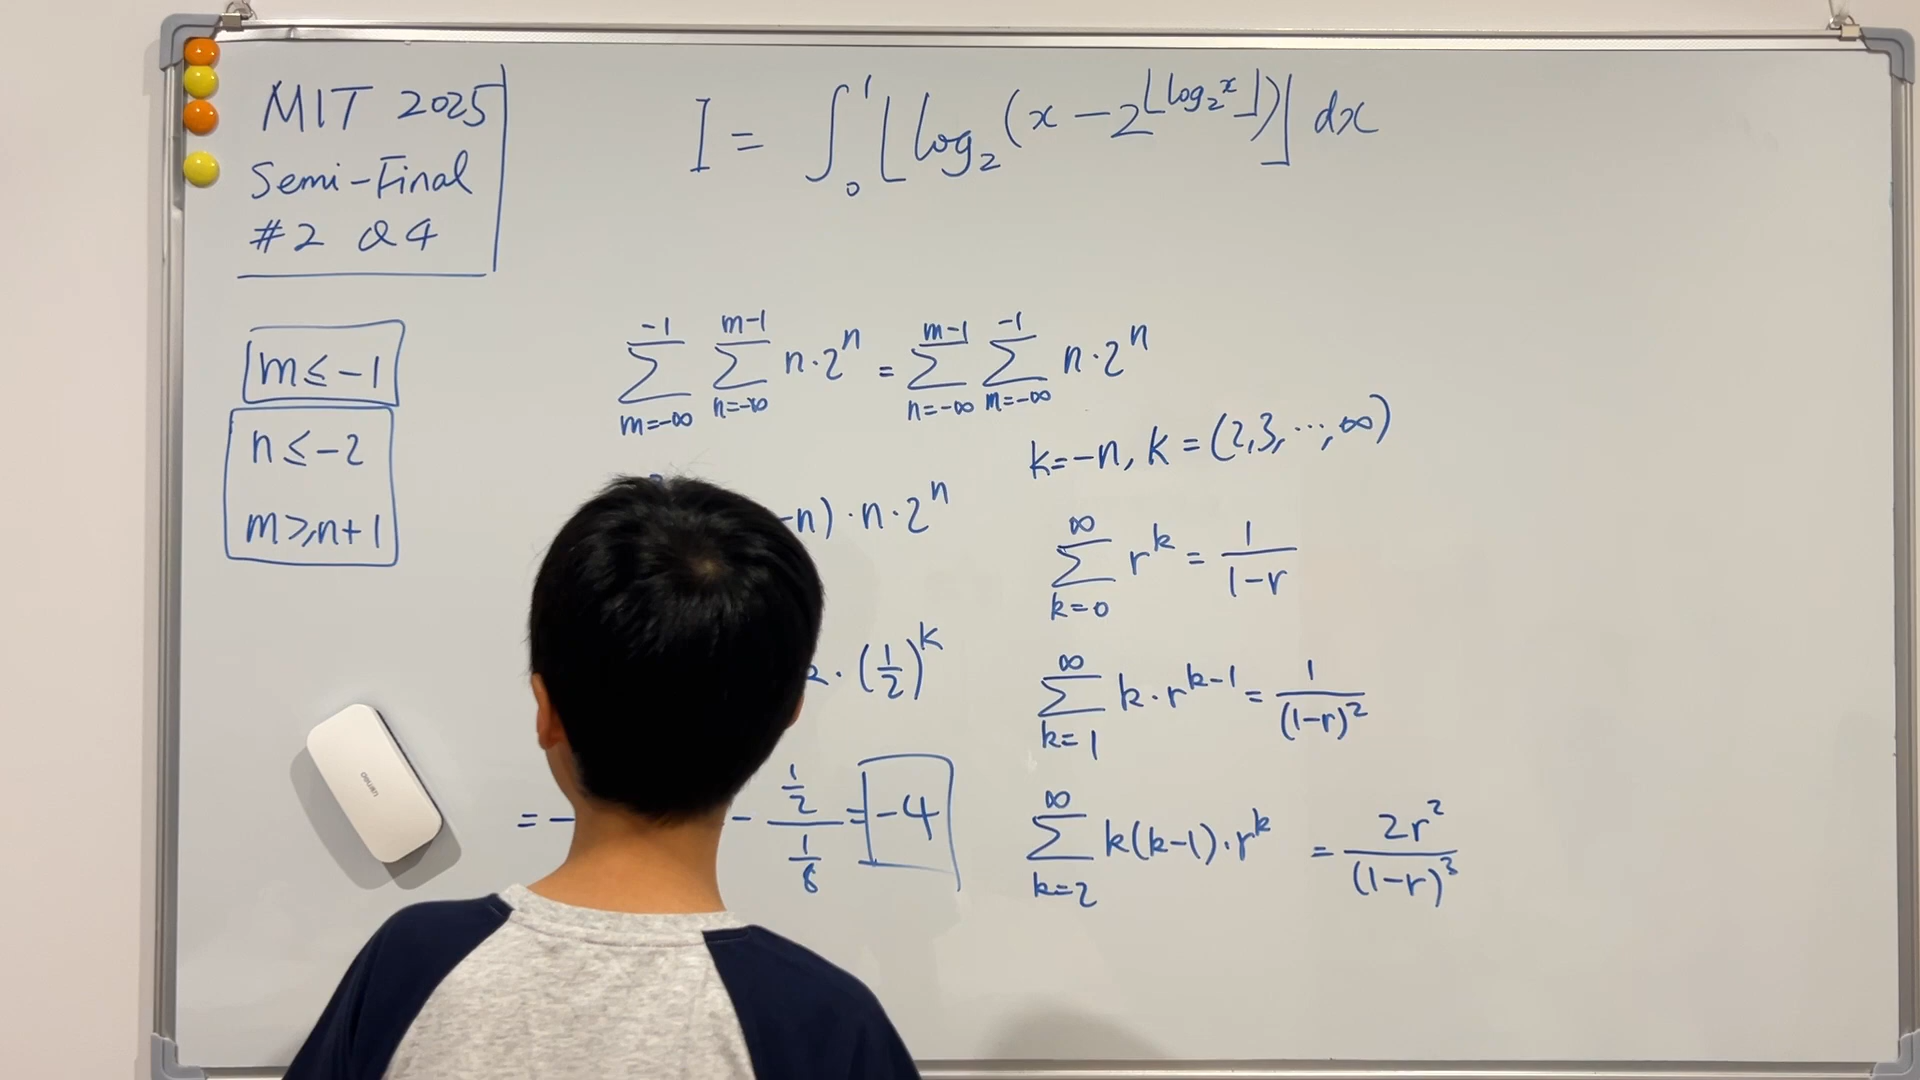 MIT 2025
Semi-Final
#2 Q4
I = ∫₀¹ ⌊log₂(x − 2^⌊log₂x⌋)⌋ dx
m ≤ −1
n ≤ −2
m ≥ n+1
∑_{m=−∞}^{−1} ∑_{n=−∞}^{m−1} n·2ⁿ = ∑_{n=−∞}^{m−1} ∑_{m=−∞}^{−1} n·2ⁿ
−n)·n·2ⁿ
·(1/2)^k
= − − (1/2)/(1/8) = −4
k=−n, k = (2,3,…,∞)
∑_{k=0}^{∞} r^k = 1/(1−r)
∑_{k=1}^{∞} k·r^{k−1} = 1/(1−r)²
∑_{k=2}^{∞} k(k−1)·r^k = 2r²/(1−r)³